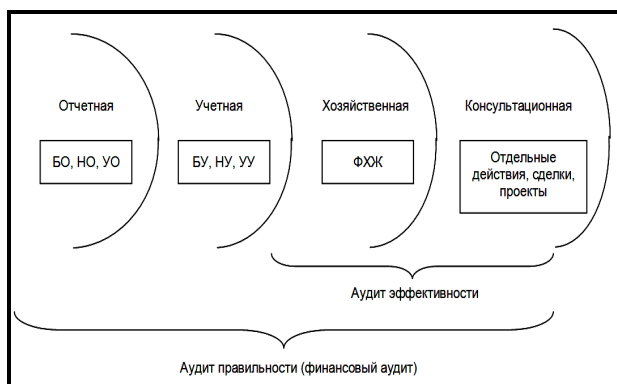 Отчетная
Учетная
Хозяйственная
Консультационная
БО, НО, УО
БУ, НУ, УУ
ФХЖ
Отдельные
действия, сделки,
проекты
Аудит эффективности
Аудит правильности (финансовый аудит)